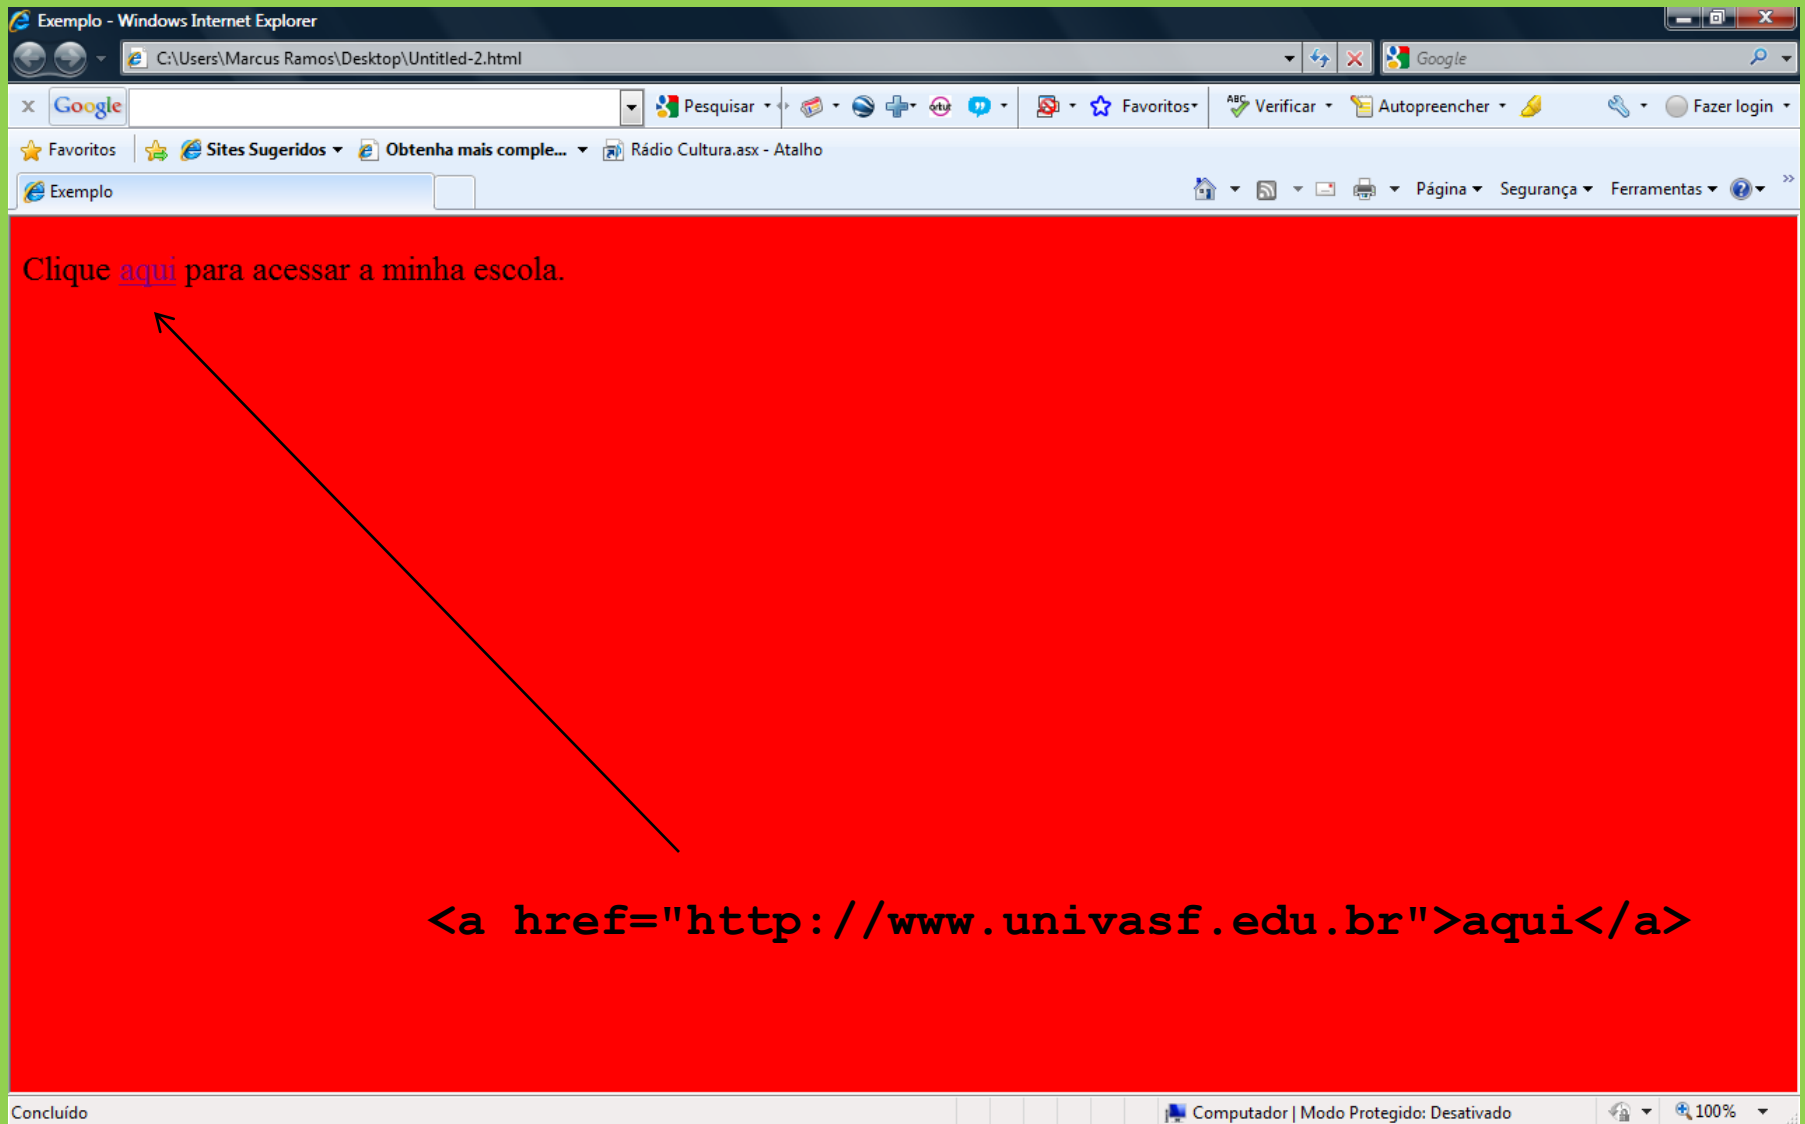 Exemplo - Windows Internet Explorer
C:\Users\Marcus Ramos\Desktop\Untitled-2.html
Google
x Google Pesquisar Favoritos Verificar Autopreencher Fazer login
Favoritos Sites Sugeridos Obtenha mais comple... Rádio Cultura.asx - Atalho
Exemplo Página Segurança Ferramentas
Clique aqui para acessar a minha escola.
<a href="http://www.univasf.edu.br">aqui</a>
Concluído Computador | Modo Protegido: Desativado 100%